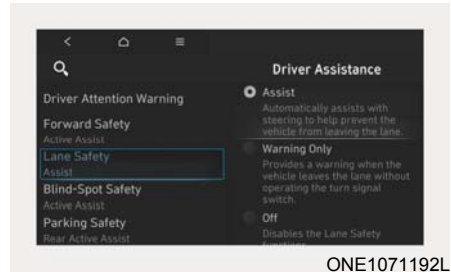 Driver Assistance
Driver Attention Warning
Forward Safety
Active Assist
Lane Safety
Assist
Blind-Spot Safety
Active Assist
Parking Safety
Rear Active Assist
Assist
Automatically assists with
steering to help prevent the
vehicle from leaving the lane.
Warning Only
Provides a warning when the
vehicle leaves the lane without
operating the turn signal
switch.
Off
Disables the Lane Safety
functions.
ONE1071192L